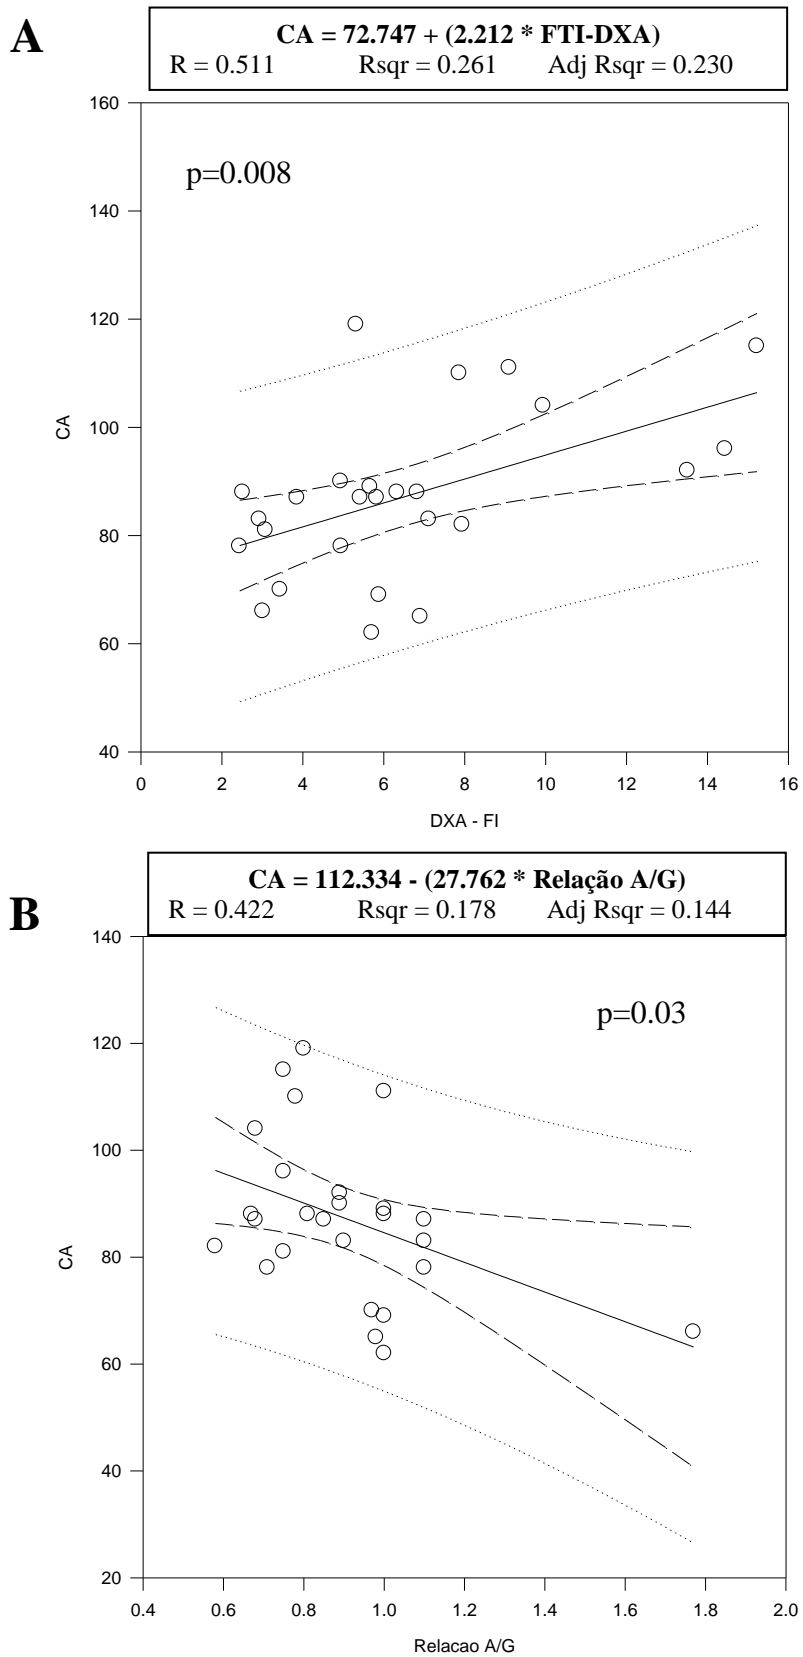 A
CA = 72.747 + (2.212 * FTI-DXA)
R = 0.511 Rsqr = 0.261 Adj Rsqr = 0.230
160
p=0.008
140
120
100
CA
80
60
40
0 2 4 6 8 10 12 14 16
DXA - FI
B
CA = 112.334 - (27.762 * Relação A/G)
R = 0.422 Rsqr = 0.178 Adj Rsqr = 0.144
140
p=0.03
120
100
CA
80
60
40
20
0.4 0.6 0.8 1.0 1.2 1.4 1.6 1.8 2.0
Relacao A/G